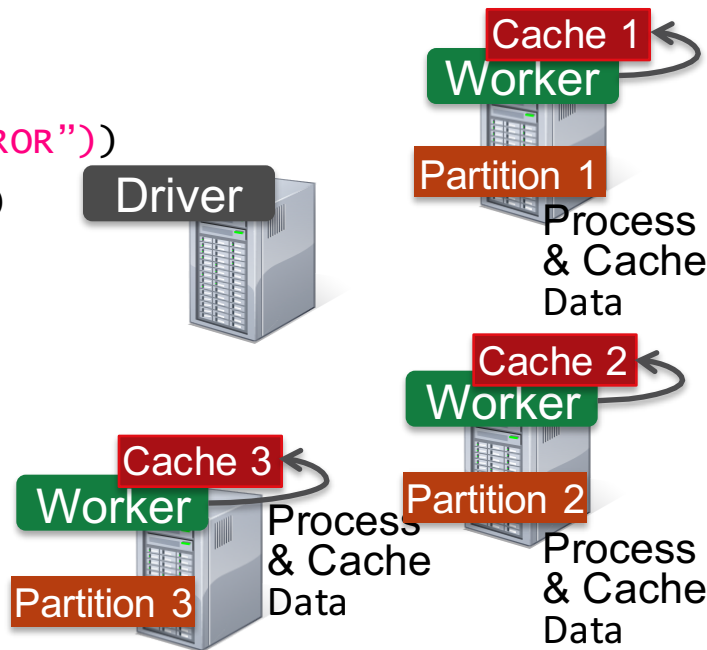 Cache 1
Worker
ROR”))
)
Driver
Partition 1
Process
& Cache
Data
Cache 2
Worker
Partition 2
Process
& Cache
Data
Cache 3
Worker
Process
& Cache
Data
Partition 3